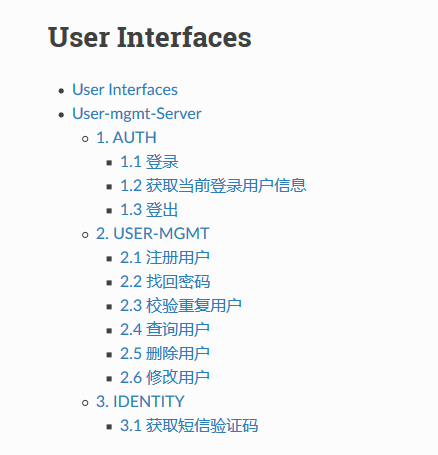 User Interfaces
User Interfaces
User-mgmt-Server
1. AUTH
1.1 登录
1.2 获取当前登录用户信息
1.3 登出
2. USER-MGMT
2.1 注册用户
2.2 找回密码
2.3 校验重复用户
2.4 查询用户
2.5 删除用户
2.6 修改用户
3. IDENTITY
3.1 获取短信验证码